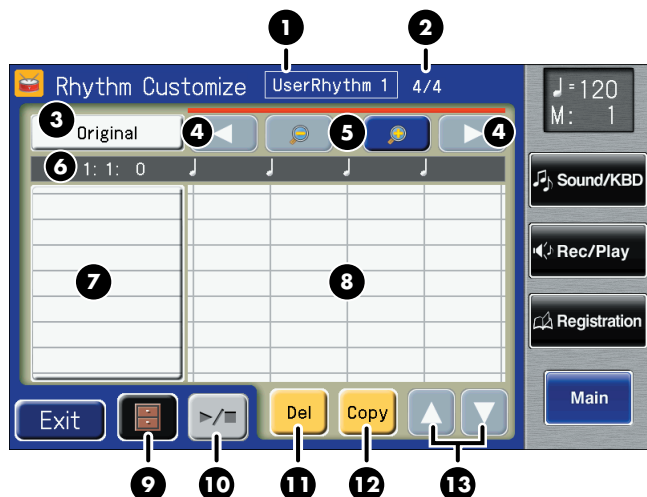 1 2
Rhythm Customize UserRhythm 1 4/4
♩=120
M: 1
3 Original 4 5 4
6 1: 1: 0
Sound/KBD
7 8
Rec/Play
Registration
Exit Del Copy Main
9 10 11 12 13